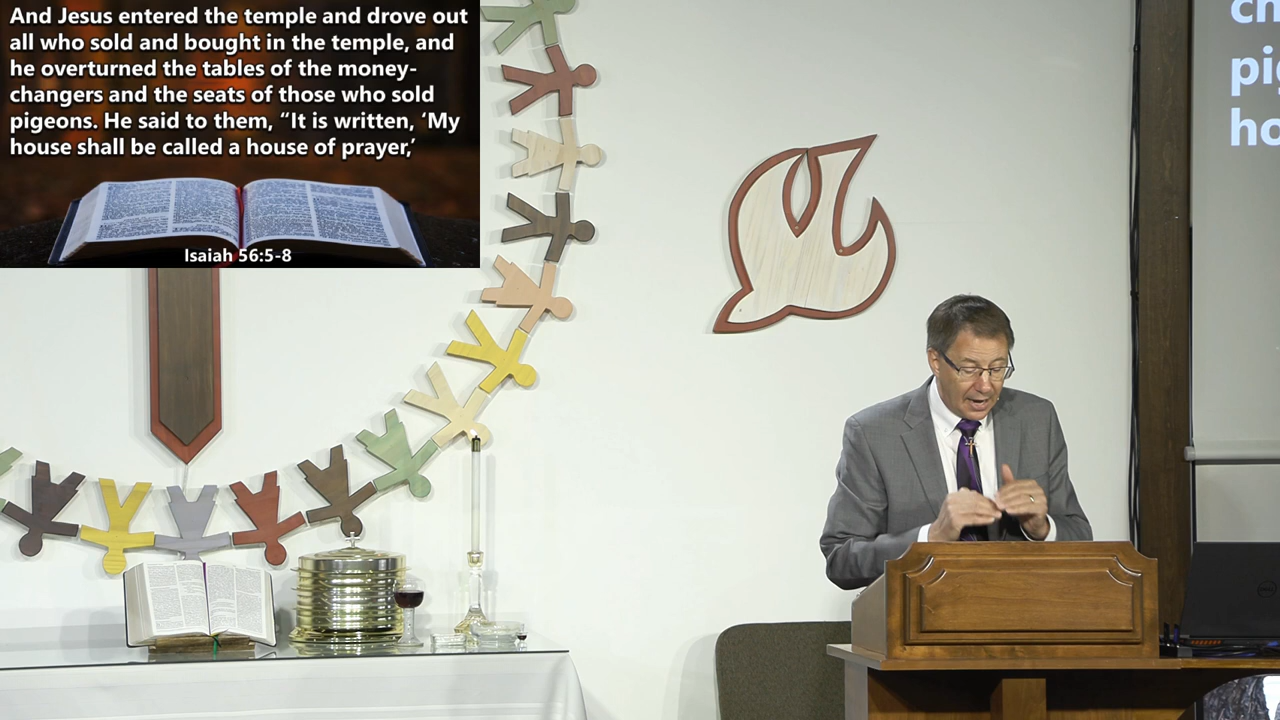 And Jesus entered the temple and drove out
all who sold and bought in the temple, and
he overturned the tables of the money-
changers and the seats of those who sold
pigeons. He said to them, “It is written, ‘My
house shall be called a house of prayer,’
Isaiah 56:5-8
ch
pi
ho